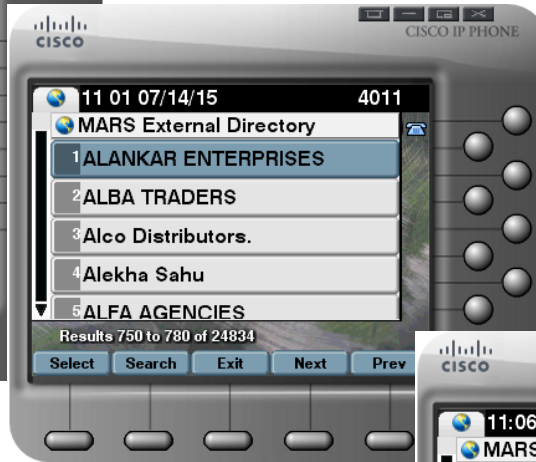 CISCO
CISCO IP PHONE
11 01 07/14/15 4011
MARS External Directory
1 ALANKAR ENTERPRISES
2 ALBA TRADERS
3 Alco Distributors.
4 Alekha Sahu
5 ALFA AGENCIES
Results 750 to 780 of 24834
Select Search Exit Next Prev
CISCO
11:06
MARS